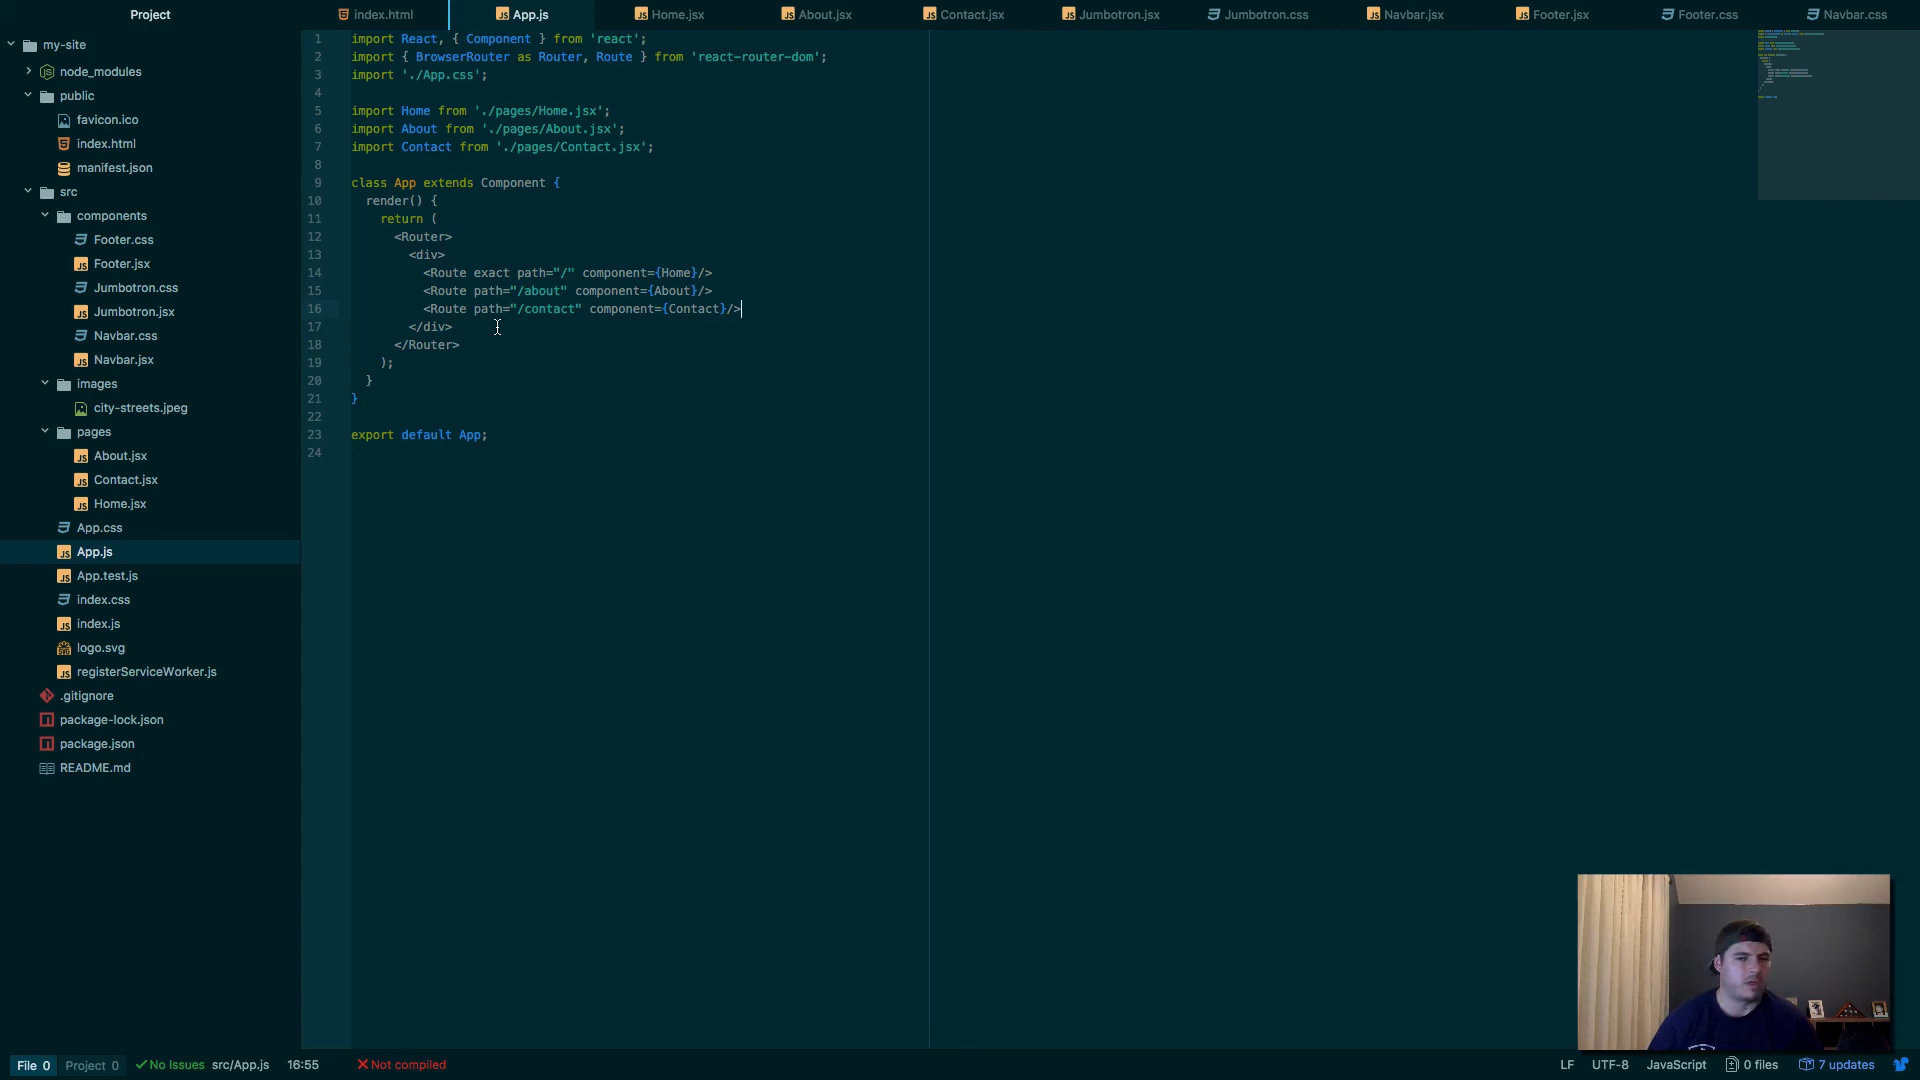 Project
my-site
node_modules
public
favicon.ico
index.html
manifest.json
src
components
Footer.css
Footer.jsx
Jumbotron.css
Jumbotron.jsx
Navbar.css
Navbar.jsx
images
city-streets.jpeg
pages
About.jsx
Contact.jsx
Home.jsx
App.css
App.js
App.test.js
index.css
index.js
logo.svg
registerServiceWorker.js
.gitignore
package-lock.json
package.json
README.md
index.html App.js Home.jsx About.jsx Contact.jsx Jumbotron.jsx Jumbotron.css Navbar.jsx Footer.jsx Footer.css Navbar.css
1 import React, { Component } from 'react';
2 import { BrowserRouter as Router, Route } from 'react-router-dom';
3 import './App.css';
4
5 import Home from './pages/Home.jsx';
6 import About from './pages/About.jsx';
7 import Contact from './pages/Contact.jsx';
8
9 class App extends Component {
10 render() {
11 return (
12 <Router>
13 <div>
14 <Route exact path="/" component={Home}/>
15 <Route path="/about" component={About}/>
16 <Route path="/contact" component={Contact}/>
17 </div>
18 </Router>
19 );
20 }
21 }
22
23 export default App;
24
File 0 Project 0 No Issues src/App.js 16:55 Not compiled LF UTF-8 JavaScript 0 files 7 updates